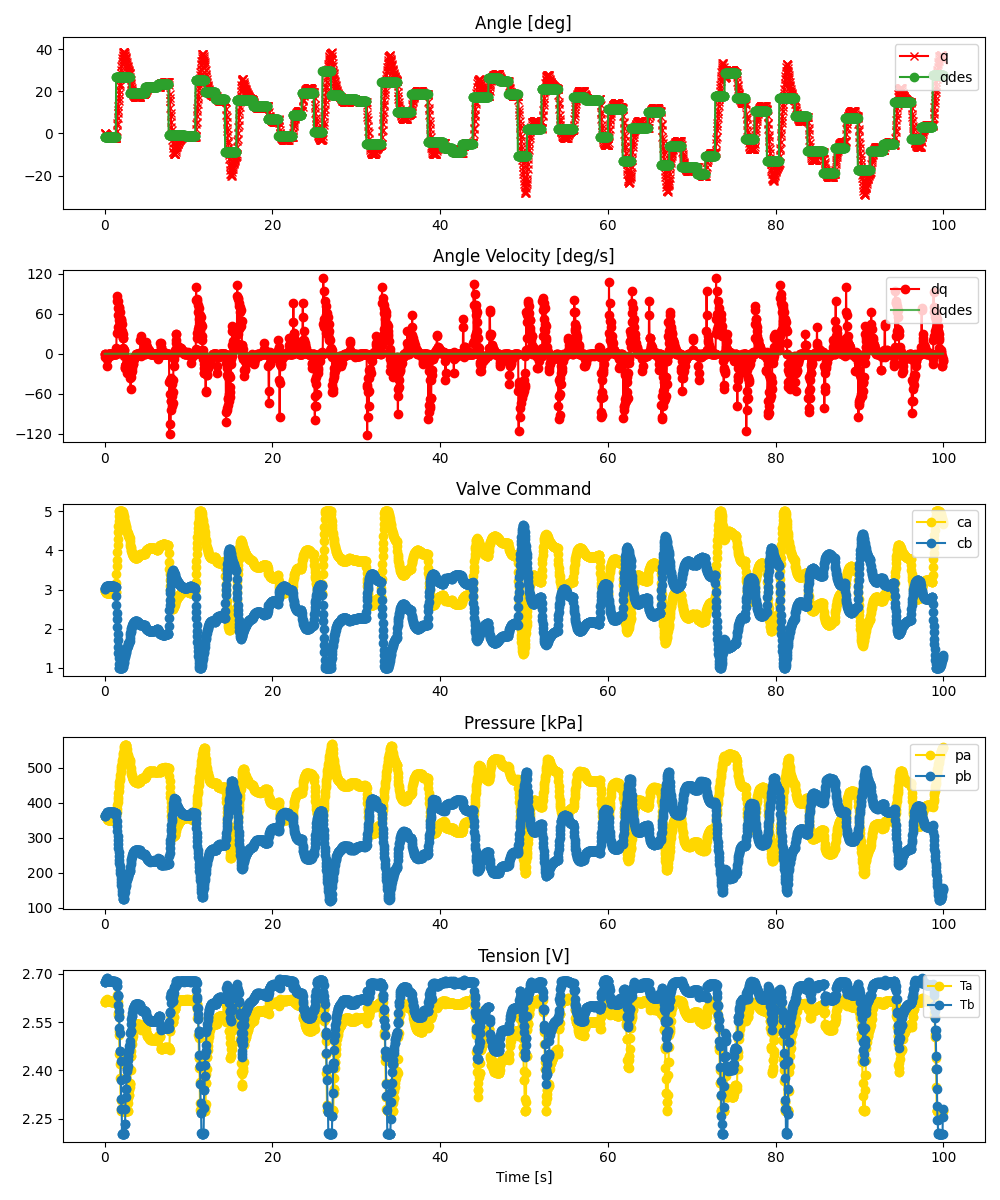 Angle [deg]
40
20
0
−20
q
qdes
0 20 40 60 80 100
Angle Velocity [deg/s]
120
60
0
−60
−120
dq
dqdes
0 20 40 60 80 100
Valve Command
5
4
3
2
1
ca
cb
0 20 40 60 80 100
Pressure [kPa]
500
400
300
200
100
pa
pb
0 20 40 60 80 100
Tension [V]
2.70
2.55
2.40
2.25
Ta
Tb
0 20 40 60 80 100
Time [s]